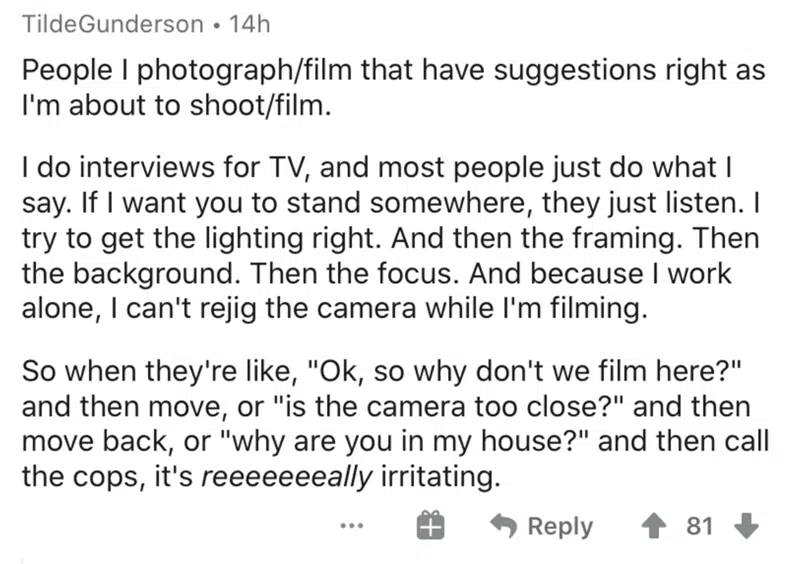 TildeGunderson • 14h
People I photograph/film that have suggestions right as
I'm about to shoot/film.
I do interviews for TV, and most people just do what I
say. If I want you to stand somewhere, they just listen. I
try to get the lighting right. And then the framing. Then
the background. Then the focus. And because I work
alone, I can't rejig the camera while I'm filming.
So when they're like, "Ok, so why don't we film here?"
and then move, or "is the camera too close?" and then
move back, or "why are you in my house?" and then call
the cops, it's reeeeeeeally irritating.
Reply 81